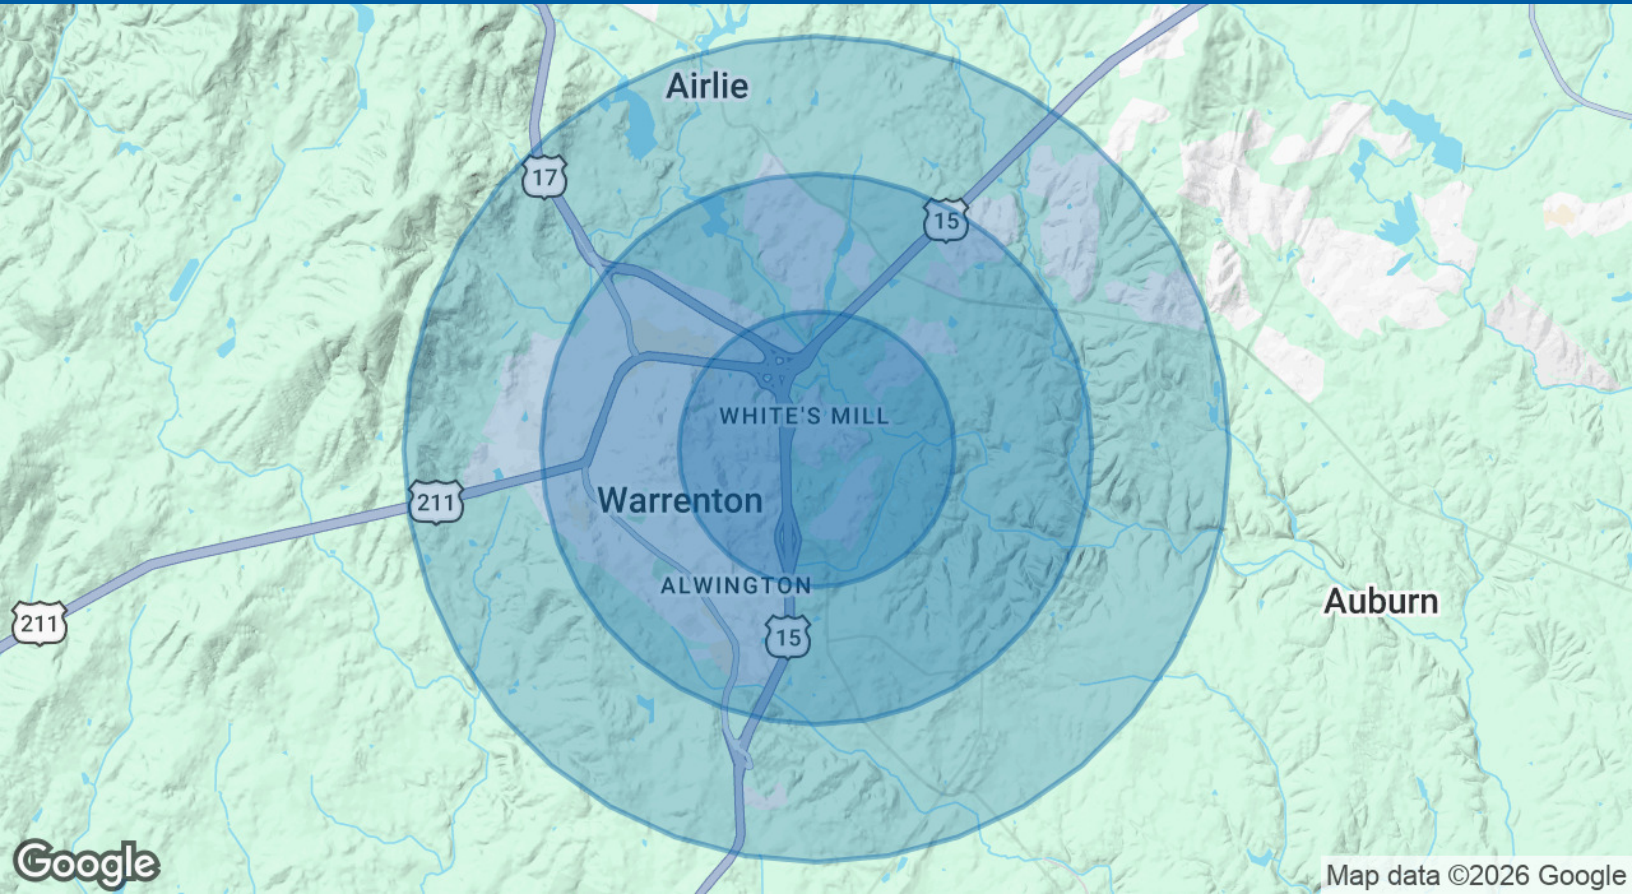 Airlie
17
15
WHITE'S MILL
211
Warrenton
ALWINGTON
Auburn
211
15
Google
Map data ©2026 Google